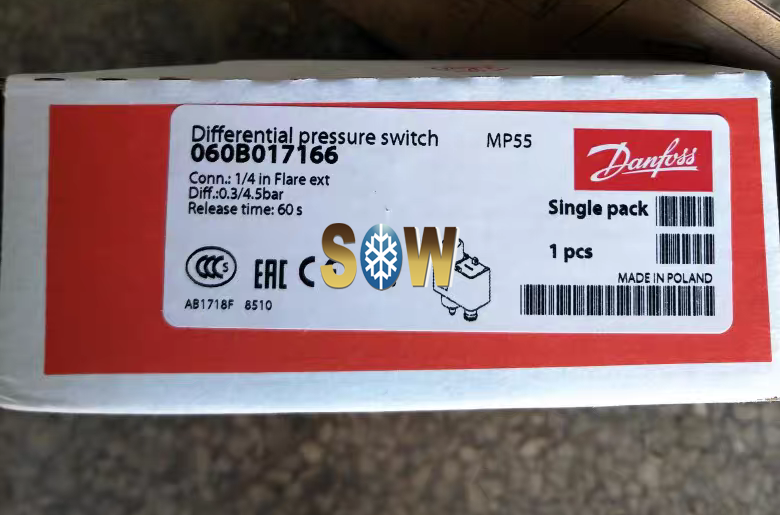 Differential pressure switch
MP55
060B017166
Conn.: 1/4 in Flare ext
Diff.:0.3/4.5bar
Release time: 60 s
Danfoss
Single pack
1 pcs
CCC S
EAC
SOW
MADE IN POLAND
AB1718F 8510